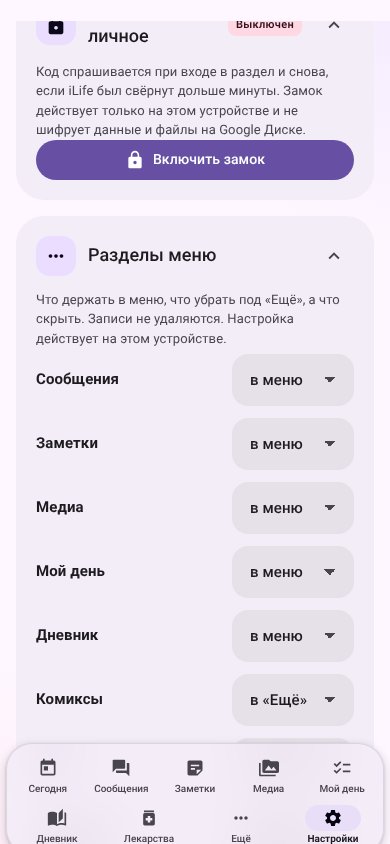 личное
Выключен
Код спрашивается при входе в раздел и снова,
если iLife был свёрнут дольше минуты. Замок
действует только на этом устройстве и не
шифрует данные и файлы на Google Диске.
Включить замок
Разделы меню
Что держать в меню, что убрать под «Ещё», а что
скрыть. Записи не удаляются. Настройка
действует на этом устройстве.
Сообщения
в меню
Заметки
в меню
Медиа
в меню
Мой день
в меню
Дневник
в меню
Комиксы
в «Ещё»
Сегодня Сообщения Заметки Медиа Мой день
Дневник Лекарства Ещё Настройки